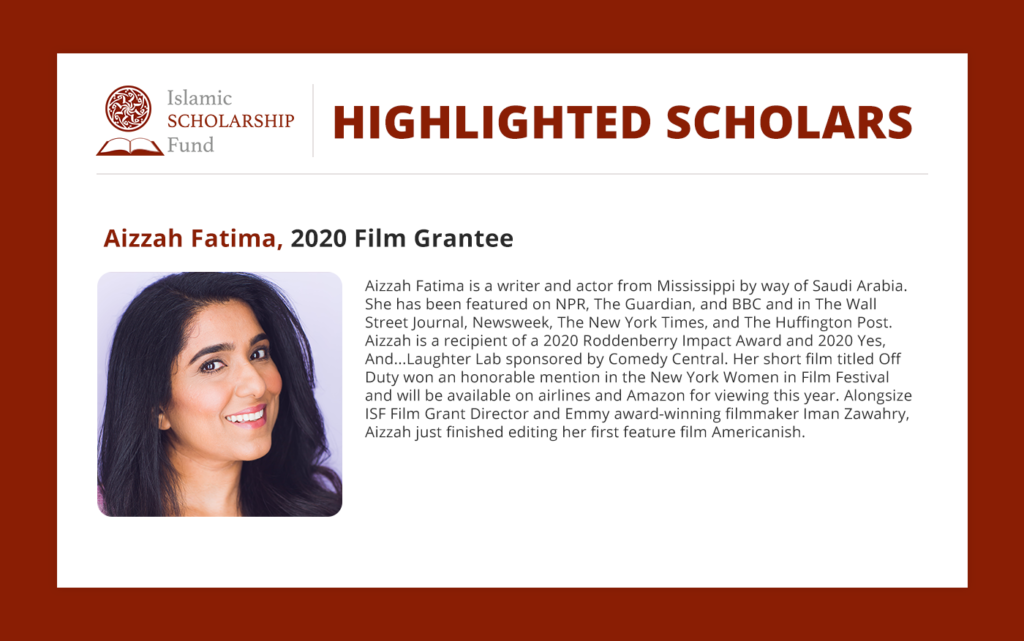 Islamic
SCHOLARSHIP
Fund
HIGHLIGHTED SCHOLARS
Aizzah Fatima, 2020 Film Grantee
Aizzah Fatima is a writer and actor from Mississippi by way of Saudi Arabia.
She has been featured on NPR, The Guardian, and BBC and in The Wall
Street Journal, Newsweek, The New York Times, and The Huffington Post.
Aizzah is a recipient of a 2020 Roddenberry Impact Award and 2020 Yes,
And...Laughter Lab sponsored by Comedy Central. Her short film titled Off
Duty won an honorable mention in the New York Women in Film Festival
and will be available on airlines and Amazon for viewing this year. Alongsize
ISF Film Grant Director and Emmy award-winning filmmaker Iman Zawahry,
Aizzah just finished editing her first feature film Americanish.